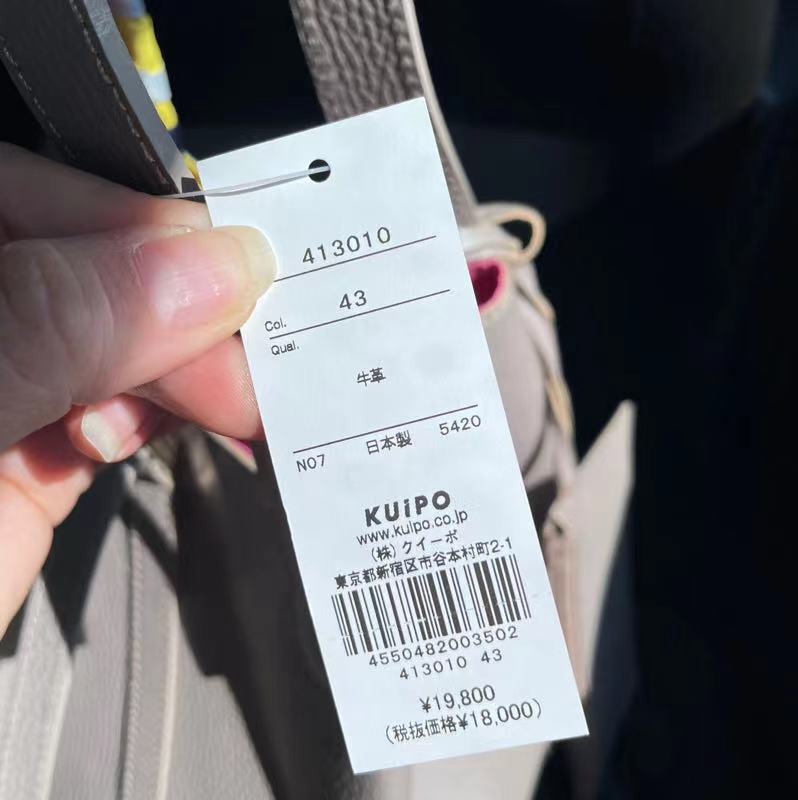 413010
Col. 43
Qual.
牛革
N07 日本製 5420
KUiPO
www.kuipo.co.jp
(株)クイーポ
東京都新宿区市谷本村町2-1
4550482003502
413010 43
¥19,800
(税抜価格¥18,000)